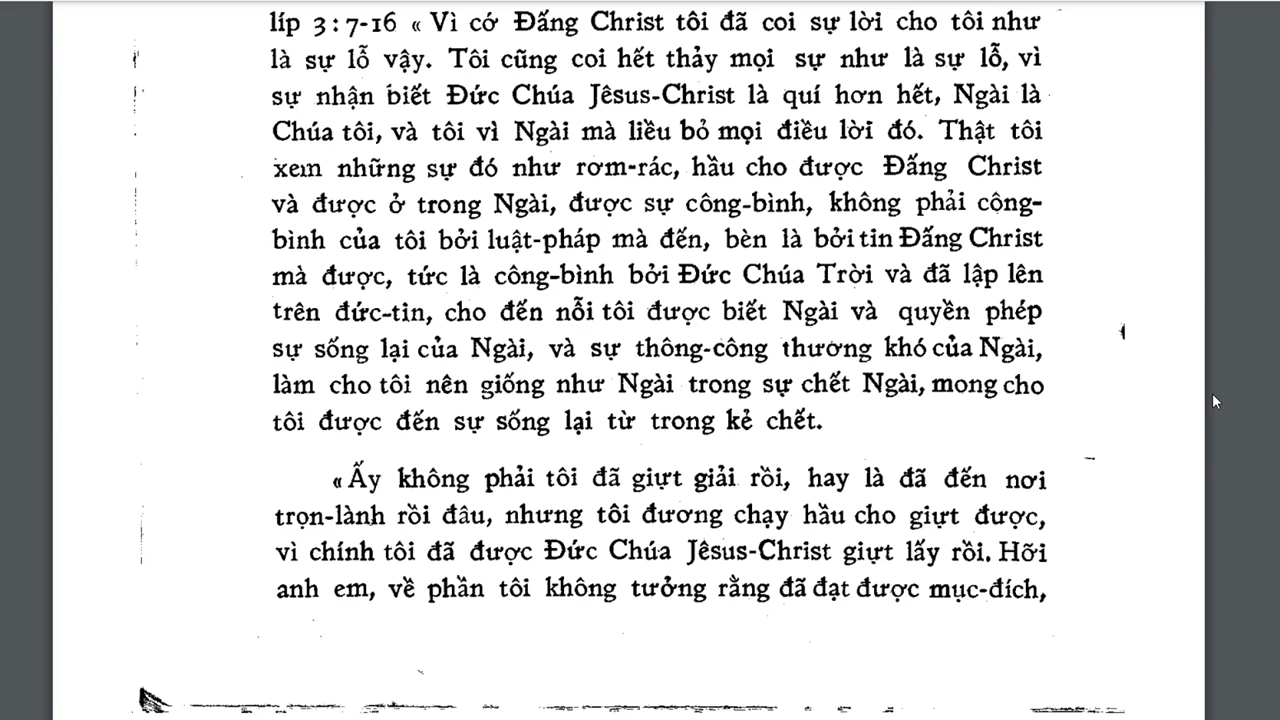 líp 3 : 7-16 « Vì cớ Đấng Christ tôi đã coi sự lời cho tôi như
là sự lỗ vậy. Tôi cũng coi hết thảy mọi sự như là sự lỗ, vì
sự nhận biết Đức Chúa Jêsus-Christ là quí hơn hết, Ngài là
Chúa tôi, và tôi vì Ngài mà liều bỏ mọi điều lời đó. Thật tôi
xem những sự đó như rơm-rác, hầu cho được Đấng Christ
và được ở trong Ngài, được sự công-bình, không phải công-
bình của tôi bởi luật-pháp mà đến, bèn là bởi tin Đấng Christ
mà được, tức là công-bình bởi Đức Chúa Trời và đã lập lên
trên đức-tin, cho đến nỗi tôi được biết Ngài và quyền phép
sự sống lại của Ngài, và sự thông-công thương khó của Ngài,
làm cho tôi nên giống như Ngài trong sự chết Ngài, mong cho
tôi được đến sự sống lại từ trong kẻ chết.
« Ấy không phải tôi đã giựt giải rồi, hay là đã đến nơi
trọn-lành rồi đâu, nhưng tôi đương chạy hầu cho giựt được,
vì chính tôi đã được Đức Chúa Jêsus-Christ giựt lấy rồi. Hỡi
anh em, về phần tôi không tưởng rằng đã đạt được mục-đích,